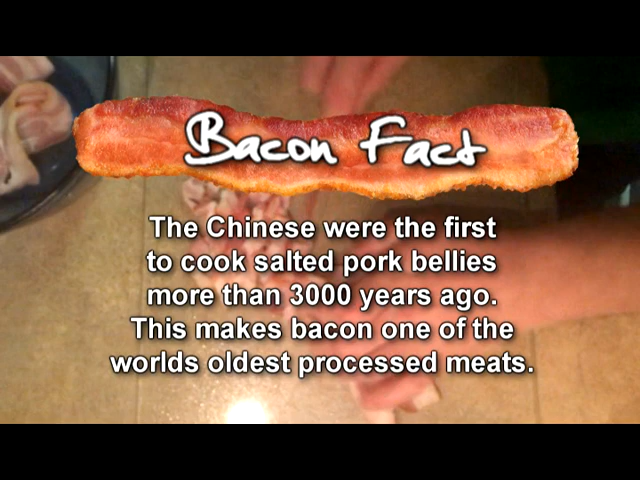 Bacon Fact
The Chinese were the first
to cook salted pork bellies
more than 3000 years ago.
This makes bacon one of the
worlds oldest processed meats.